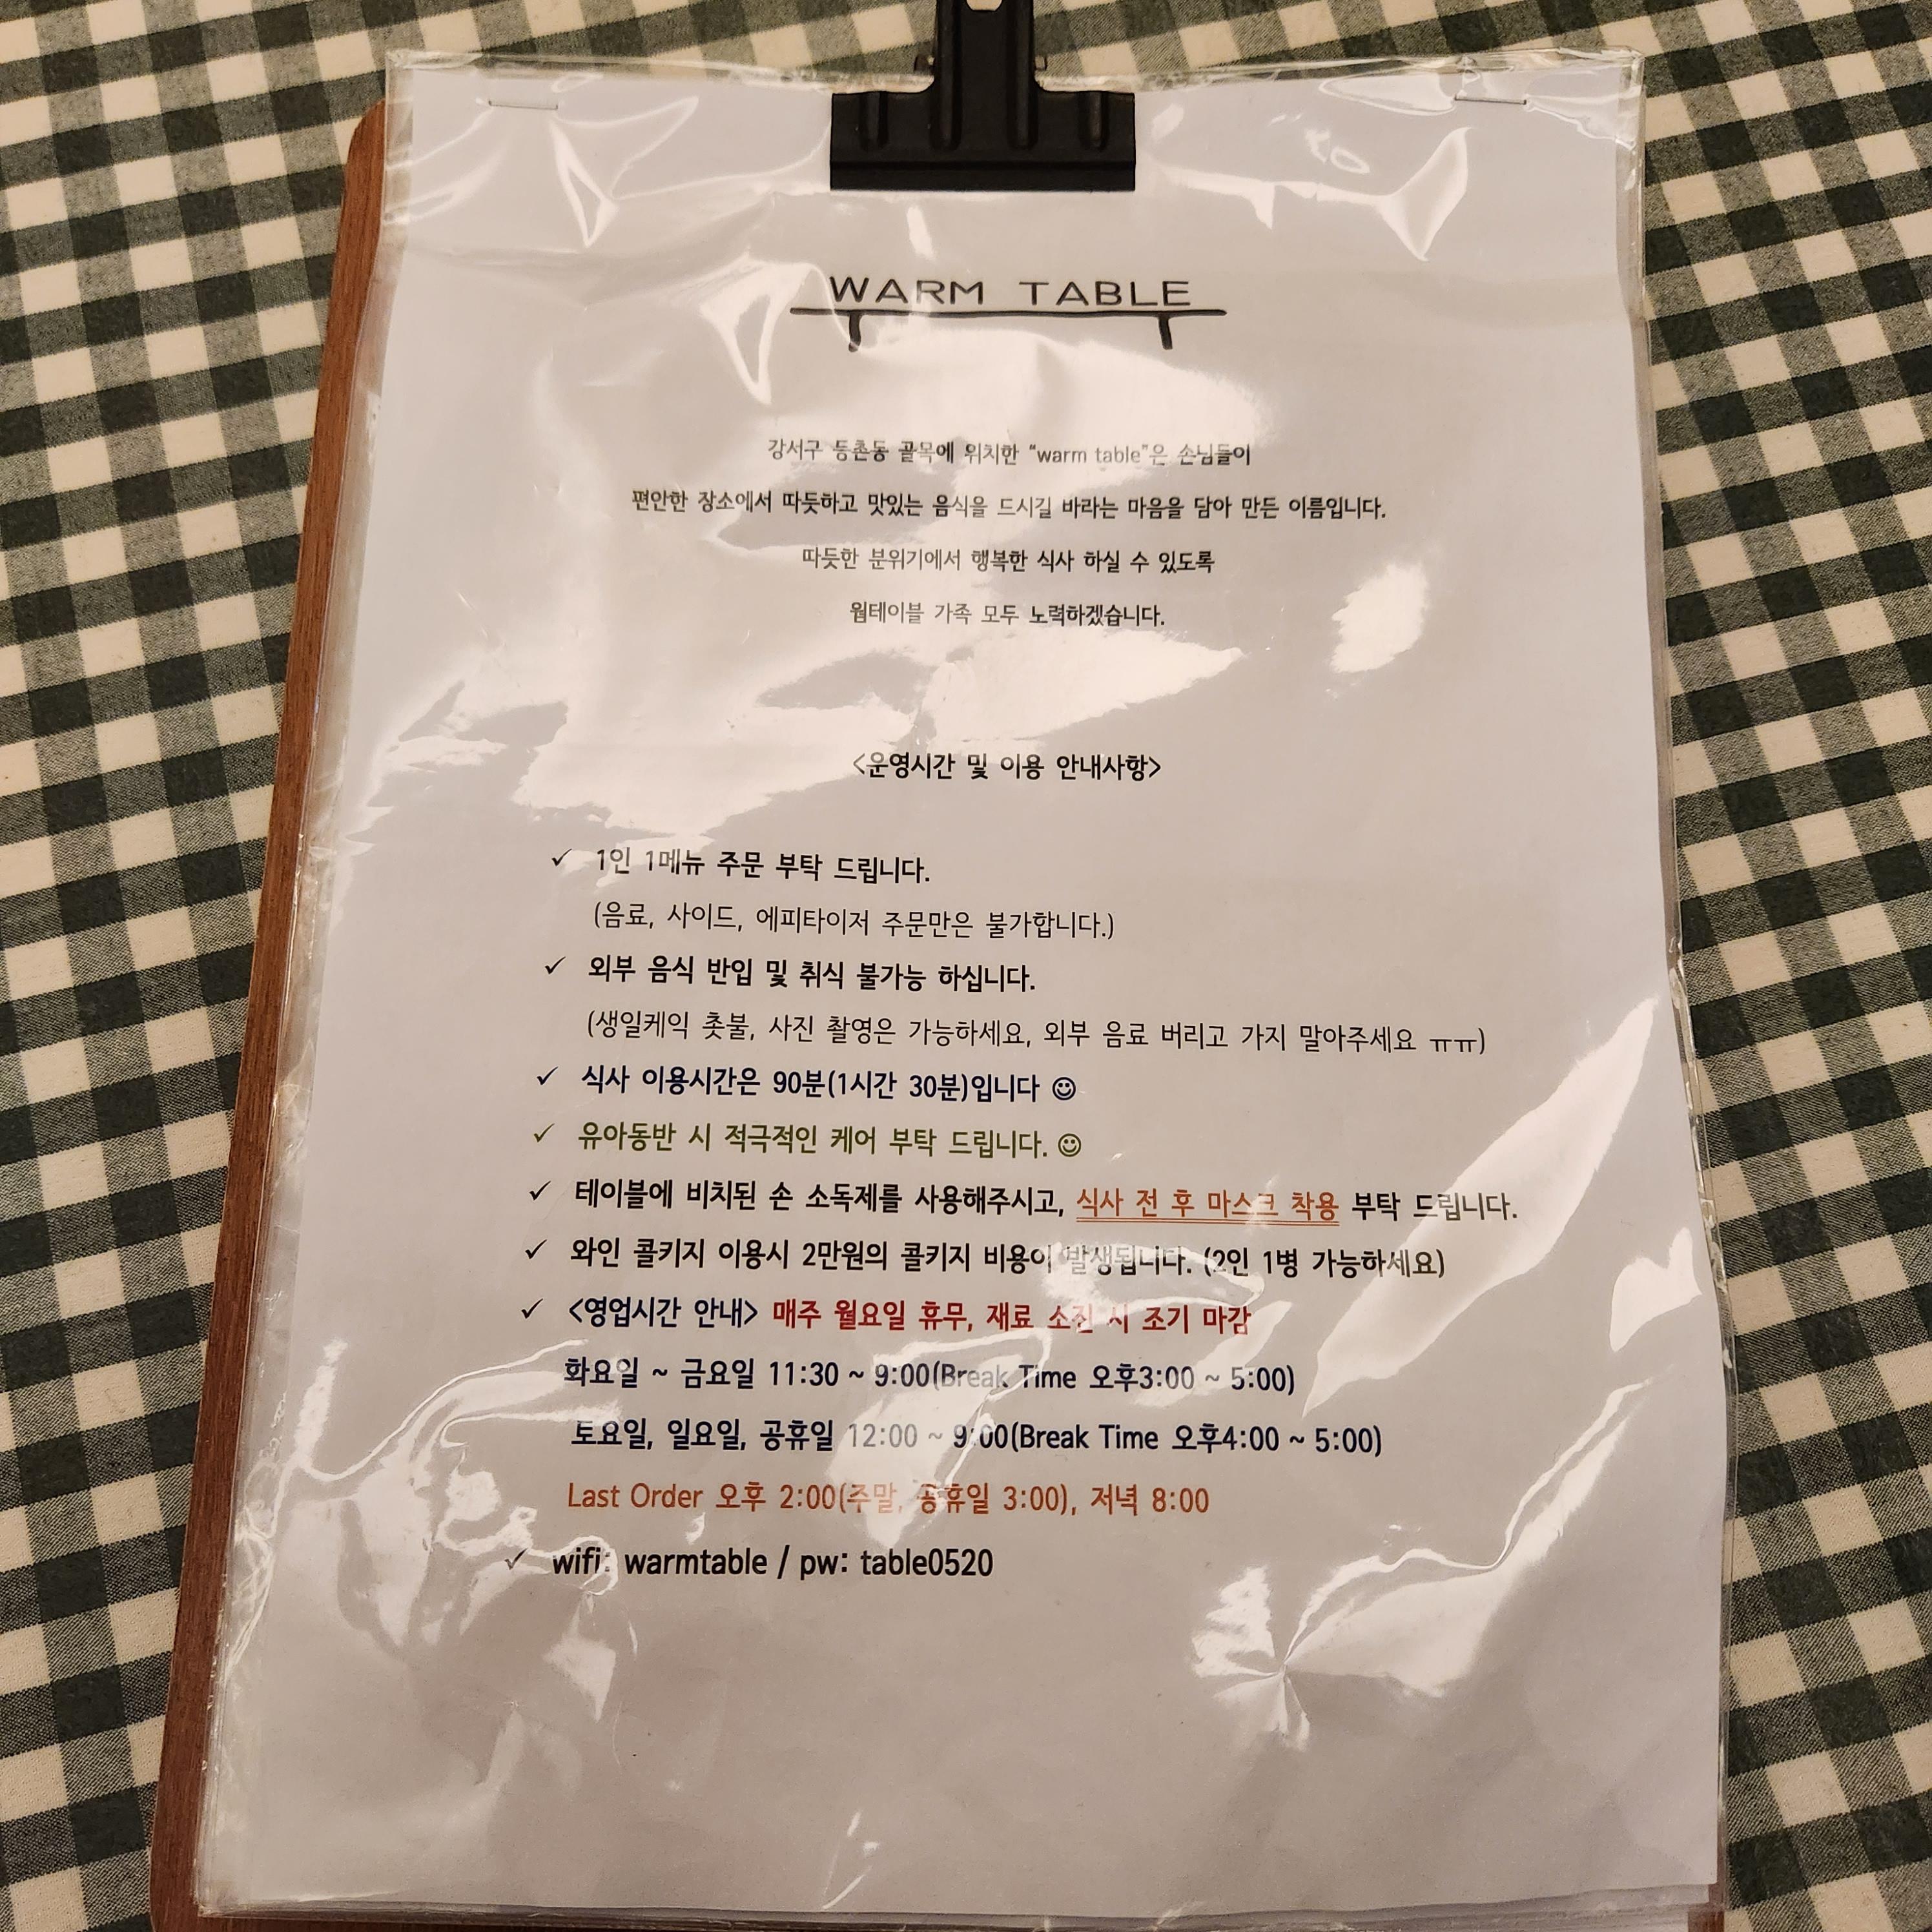 WARM TABLE
강서구 등촌동 골목에 위치한 “warm table”은 손님들이
편안한 장소에서 따듯하고 맛있는 음식을 드시길 바라는 마음을 담아 만든 이름입니다.
따듯한 분위기에서 행복한 식사 하실 수 있도록
웜테이블 가족 모두 노력하겠습니다.
<운영시간 및 이용 안내사항>
✓ 1인 1메뉴 주문 부탁 드립니다.
(음료, 사이드, 에피타이저 주문만은 불가합니다.)
✓ 외부 음식 반입 및 취식 불가능 하십니다.
(생일케익 촛불, 사진 촬영은 가능하세요, 외부 음료 버리고 가지 말아주세요 ㅠㅠ)
✓ 식사 이용시간은 90분(1시간 30분)입니다 ☺
✓ 유아동반 시 적극적인 케어 부탁 드립니다. ☺
✓ 테이블에 비치된 손 소독제를 사용해주시고, 식사 전 후 마스크 착용 부탁 드립니다.
✓ 와인 콜키지 이용시 2만원의 콜키지 비용이 발생됩니다. (2인 1병 가능하세요)
✓ <영업시간 안내> 매주 월요일 휴무, 재료 소진 시 조기 마감
화요일 ~ 금요일 11:30 ~ 9:00(Break Time 오후3:00 ~ 5:00)
토요일, 일요일, 공휴일 12:00 ~ 9:00(Break Time 오후4:00 ~ 5:00)
Last Order 오후 2:00(주말, 공휴일 3:00), 저녁 8:00
✓ wifi: warmtable / pw: table0520